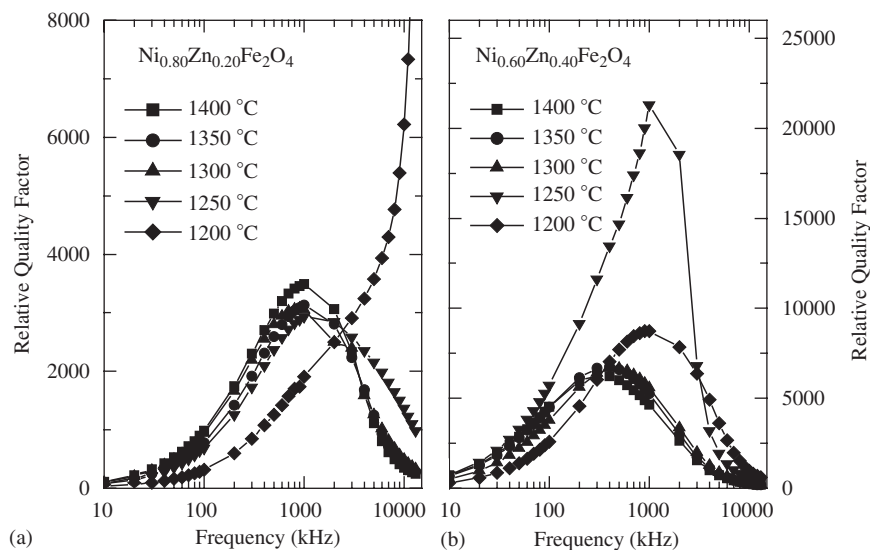 8000
6000
4000
2000
0
Relative Quality Factor
Ni0.80Zn0.20Fe2O4
1400 °C
1350 °C
1300 °C
1250 °C
1200 °C
10
100
1000
10000
(a)
Frequency (kHz)
Ni0.60Zn0.40Fe2O4
1400 °C
1350 °C
1300 °C
1250 °C
1200 °C
25000
20000
15000
10000
5000
0
Relative Quality Factor
10
100
1000
10000
(b)
Frequency (kHz)